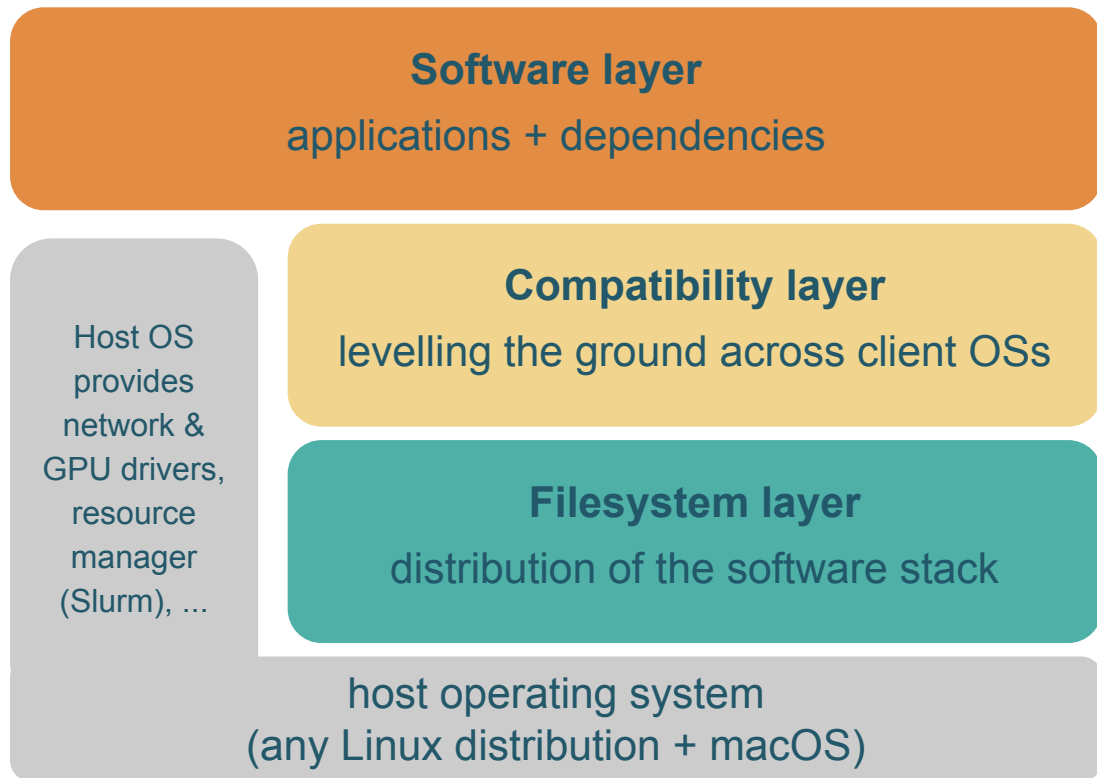 Software layer
applications + dependencies
Compatibility layer
levelling the ground across client OSs
Filesystem layer
distribution of the software stack
Host OS
provides
network &
GPU drivers,
resource
manager
(Slurm), ...
host operating system
(any Linux distribution + macOS)